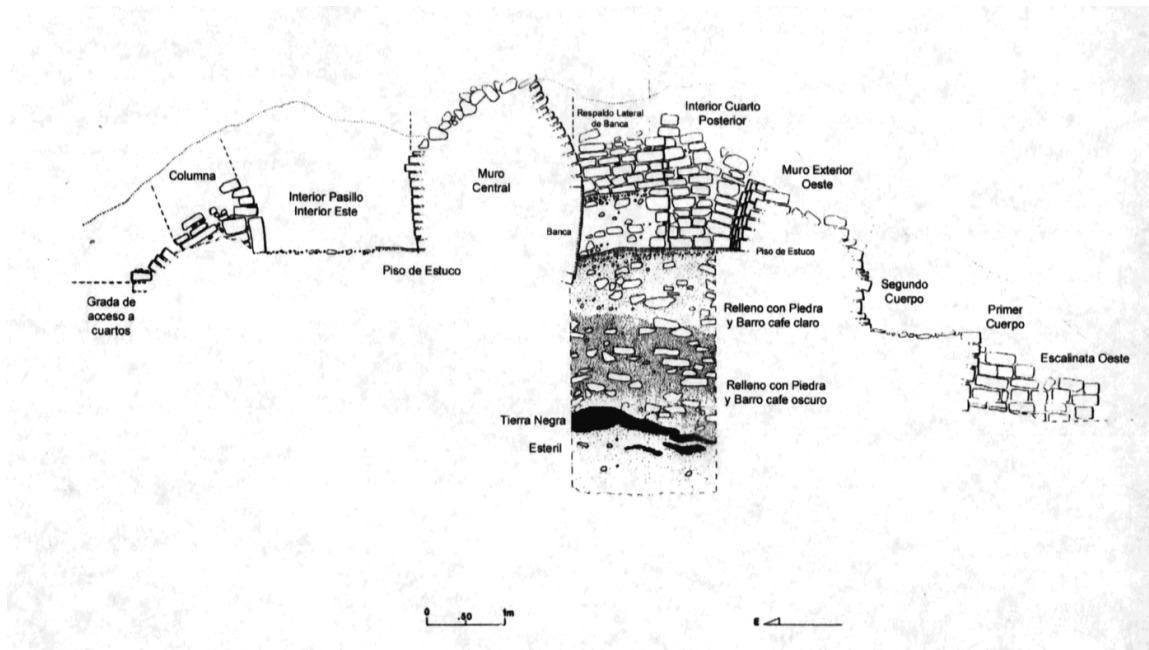 Respaldo Lateral
de Banca
Interior Cuarto
Posterior
Columna
Muro
Central
Muro Exterior
Oeste
Interior Pasillo
Interior Este
Banca
Piso de Estuco
Piso de Estuco
Grada de
acceso a
cuartos
Segundo
Cuerpo
Relleno con Piedra
y Barro cafe claro
Primer
Cuerpo
Escalinata Oeste
Relleno con Piedra
y Barro cafe oscuro
Tierra Negra
Esteril
0 .50 1m
E